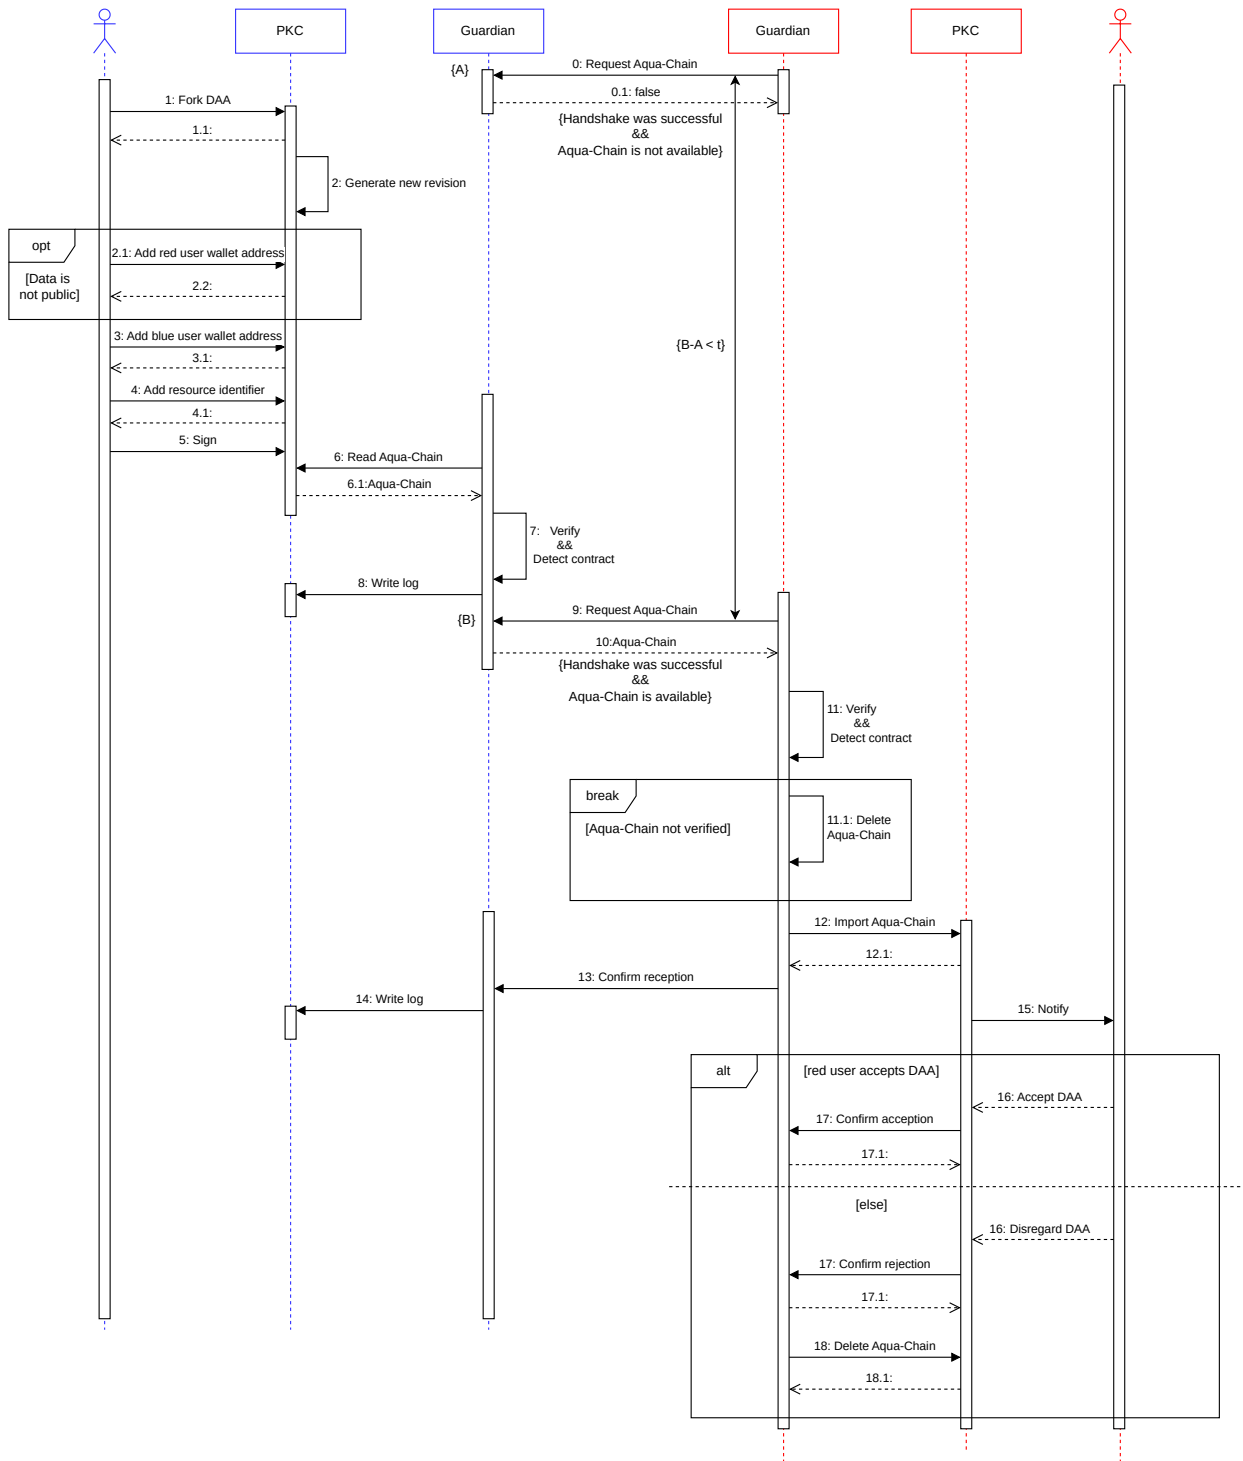 PKC
Guardian
Guardian
PKC
{A}
0: Request Aqua-Chain
0.1: false
{Handshake was successful
&&
Aqua-Chain is not available}
1: Fork DAA
1.1:
2: Generate new revision
opt
2.1: Add red user wallet address
[Data is
not public]
2.2:
3: Add blue user wallet address
3.1:
{B-A < t}
4: Add resource identifier
4.1:
5: Sign
6: Read Aqua-Chain
6.1:Aqua-Chain
7: Verify
&&
Detect contract
8: Write log
9: Request Aqua-Chain
{B}
10:Aqua-Chain
{Handshake was successful
&&
Aqua-Chain is available}
11: Verify
&&
Detect contract
break
[Aqua-Chain not verified]
11.1: Delete
Aqua-Chain
12: Import Aqua-Chain
12.1:
13: Confirm reception
14: Write log
15: Notify
alt
[red user accepts DAA]
16: Accept DAA
17: Confirm acception
17.1:
[else]
16: Disregard DAA
17: Confirm rejection
17.1:
18: Delete Aqua-Chain
18.1: